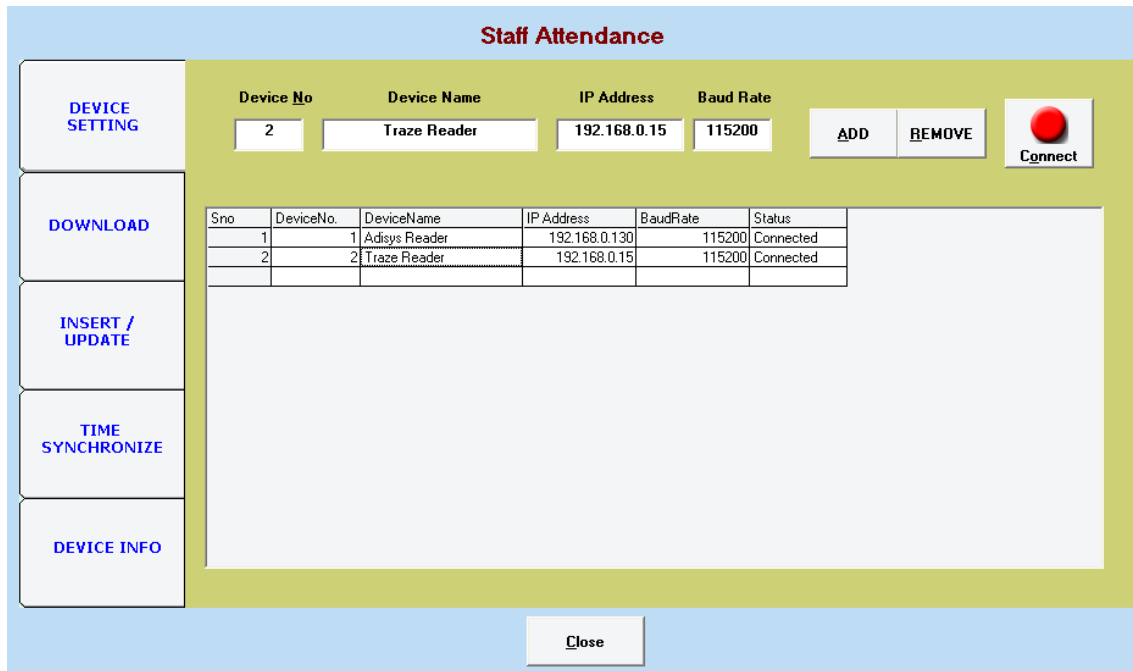 Staff Attendance
DEVICE
SETTING
DOWNLOAD
INSERT /
UPDATE
TIME
SYNCHRONIZE
DEVICE INFO
Device No Device Name IP Address Baud Rate
2 Traze Reader 192.168.0.15 115200 ADD REMOVE
Connect
Sno DeviceNo. DeviceName IP Address BaudRate Status
1 1 Adisys Reader 192.168.0.130 115200 Connected
2 2 Traze Reader 192.168.0.15 115200 Connected
Close